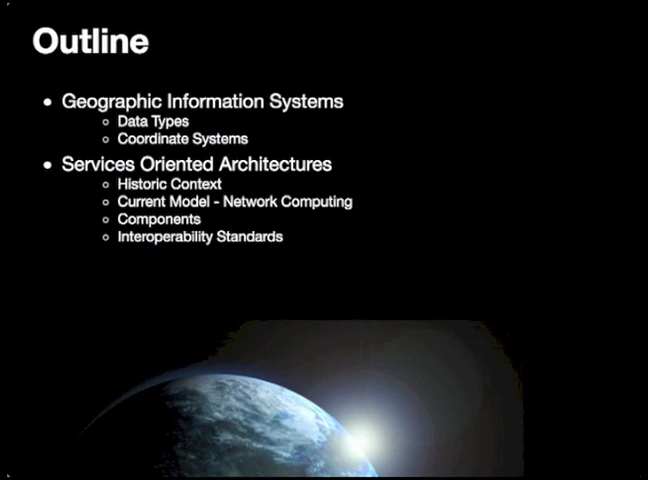 Outline
• Geographic Information Systems
○ Data Types
○ Coordinate Systems
• Services Oriented Architectures
○ Historic Context
○ Current Model - Network Computing
○ Components
○ Interoperability Standards